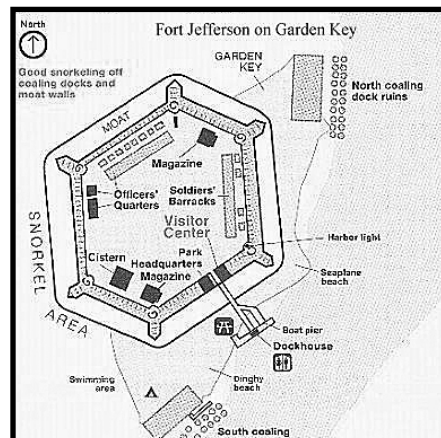 North
Fort Jefferson on Garden Key
Good snorkeling off
coaling docks and
moat walls
GARDEN
KEY
North coaling
dock ruins
MOAT
Magazine
Officers'
Quarters
Soldiers'
Barracks
Visitor
Center
SNORKEL
AREA
Cistern
Park
Headquarters
Magazine
Harbor light
Seaplane
beach
Boat pier
Dockhouse
Swimming
area
Dinghy
beach
South coaling